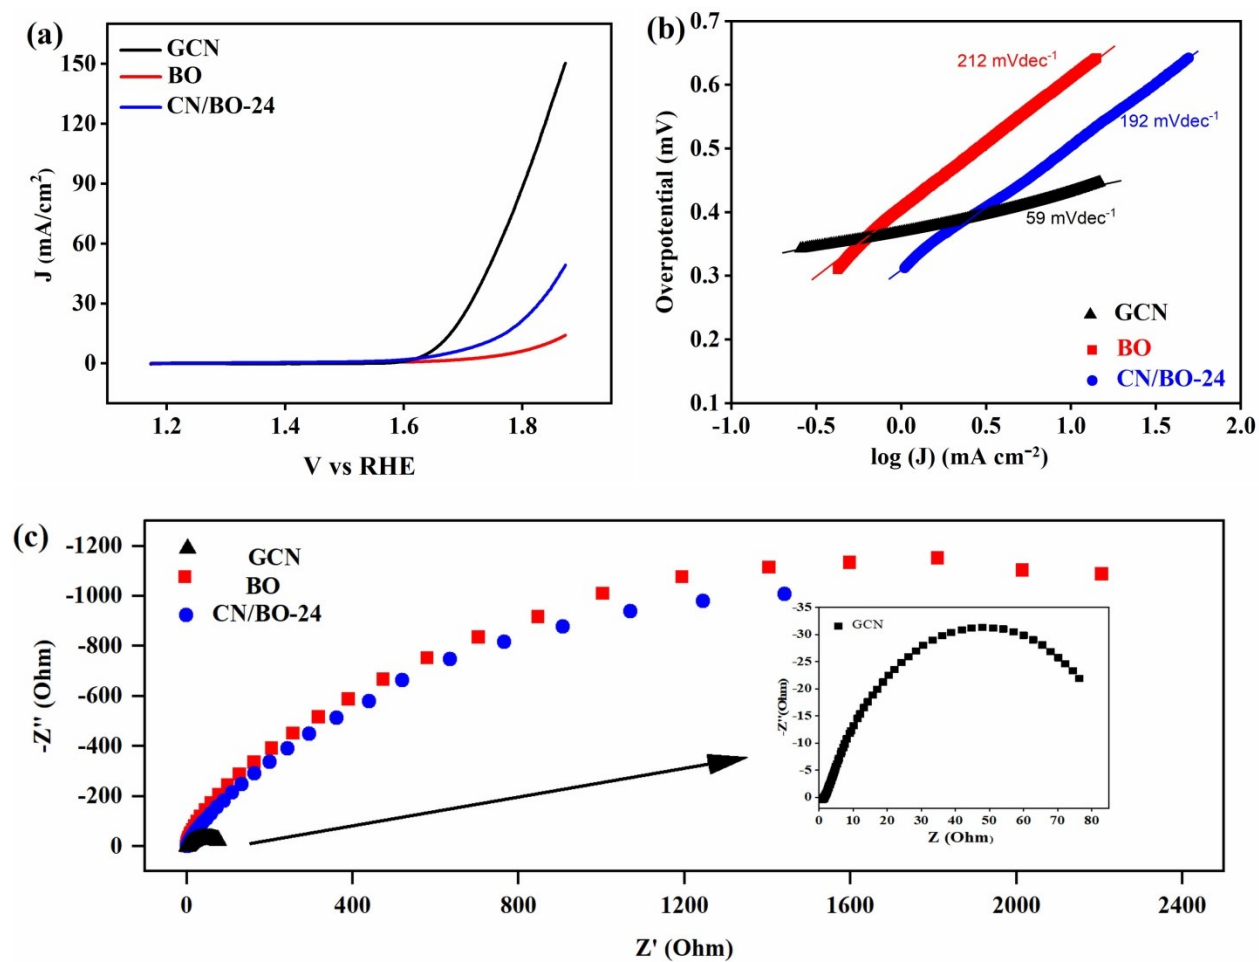 (a)
GCN
BO
CN/BO-24
150
120
90
60
30
0
J (mA/cm²)
1.2
1.4
1.6
1.8
V vs RHE
(b)
0.7
0.6
0.5
0.4
0.3
0.2
0.1
Overpotential (mV)
212 mVdec⁻¹
192 mVdec⁻¹
59 mVdec⁻¹
GCN
BO
CN/BO-24
-1.0
-0.5
0.0
0.5
1.0
1.5
2.0
log (J) (mA cm⁻²)
(c)
GCN
BO
CN/BO-24
-1200
-1000
-800
-600
-400
-200
0
-Z'' (Ohm)
0
400
800
1200
1600
2000
2400
Z' (Ohm)
GCN
-35
-30
-25
-20
-15
-10
-5
0
-Z''(Ohm)
0
10
20
30
40
50
60
70
80
Z (Ohm)